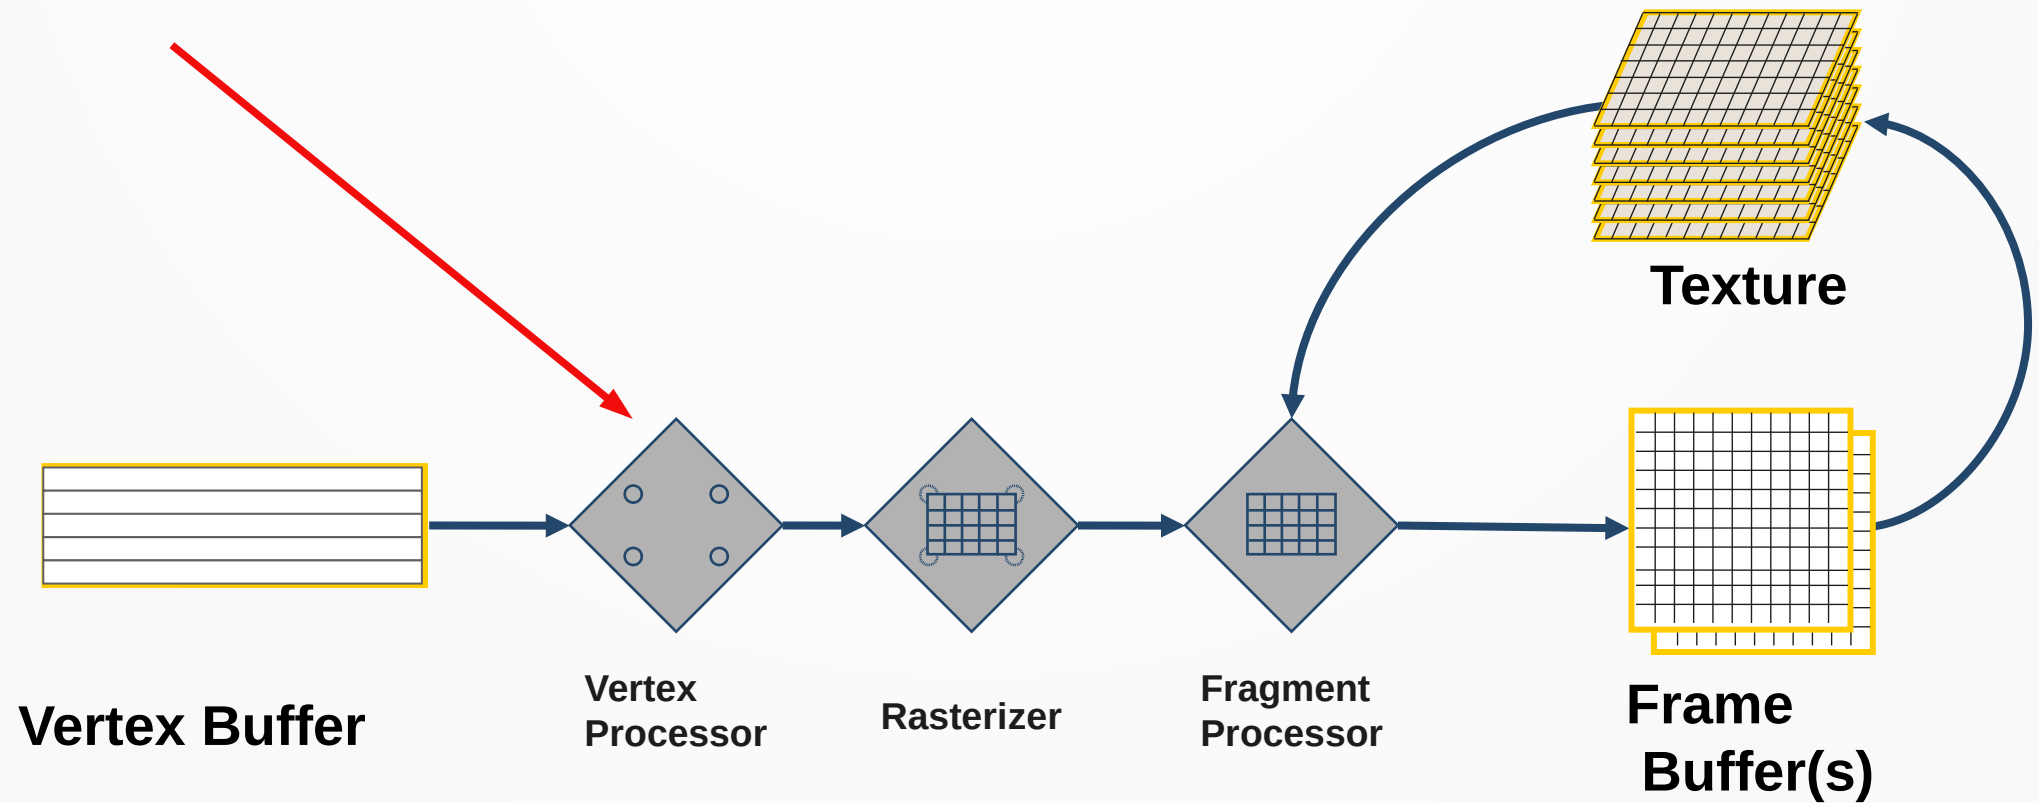 Texture
Vertex Buffer
Vertex
Processor
Rasterizer
Fragment
Processor
Frame
Buffer(s)